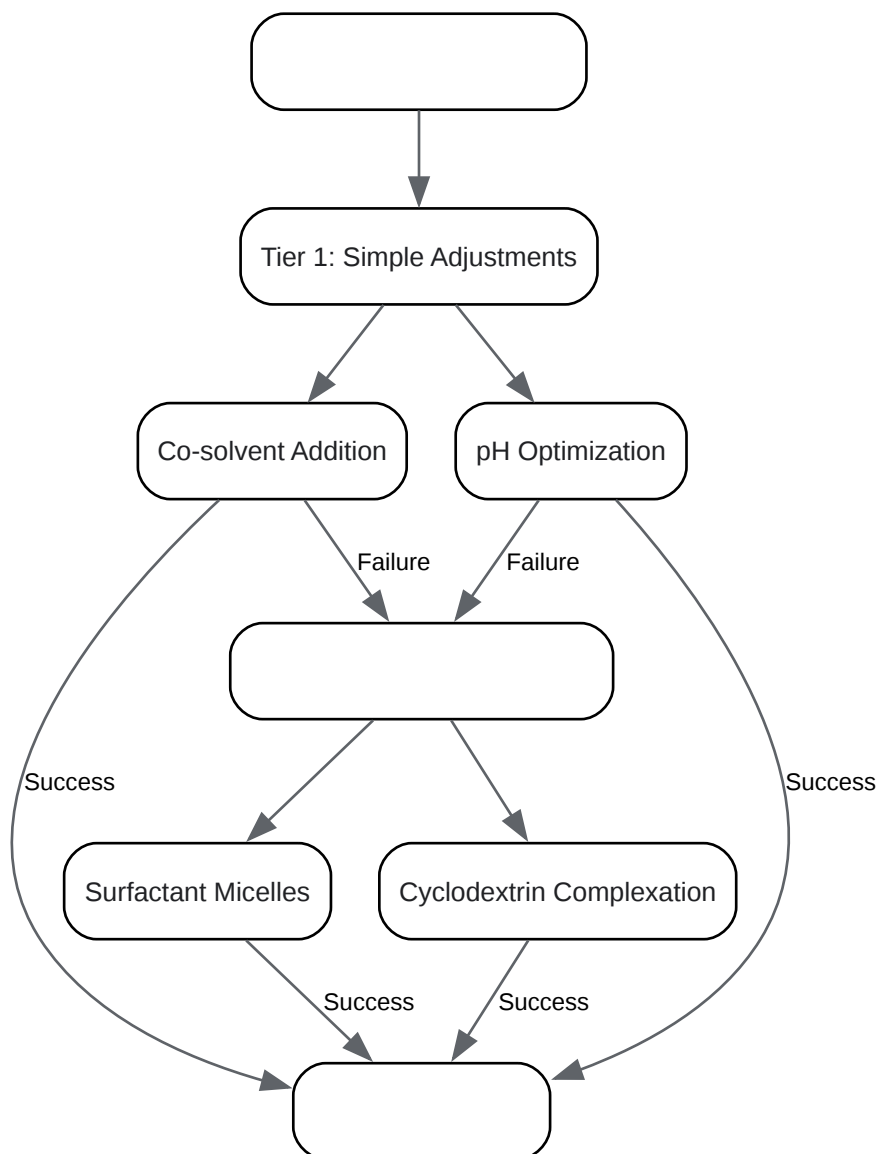 Tier 1: Simple Adjustments
Co-solvent Addition
pH Optimization
Failure
Failure
Success
Success
Surfactant Micelles
Cyclodextrin Complexation
Success
Success